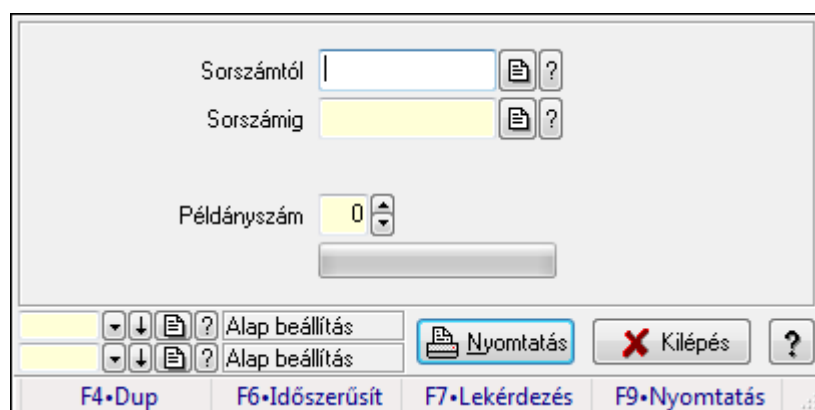 Sorszámtól ?
Sorszámig ?
Példányszám 0
? Alap beállítás
? Alap beállítás
Nyomtatás Kilépés ?
F4•Dup F6•Időszerűsít F7•Lekérdezés F9•Nyomtatás